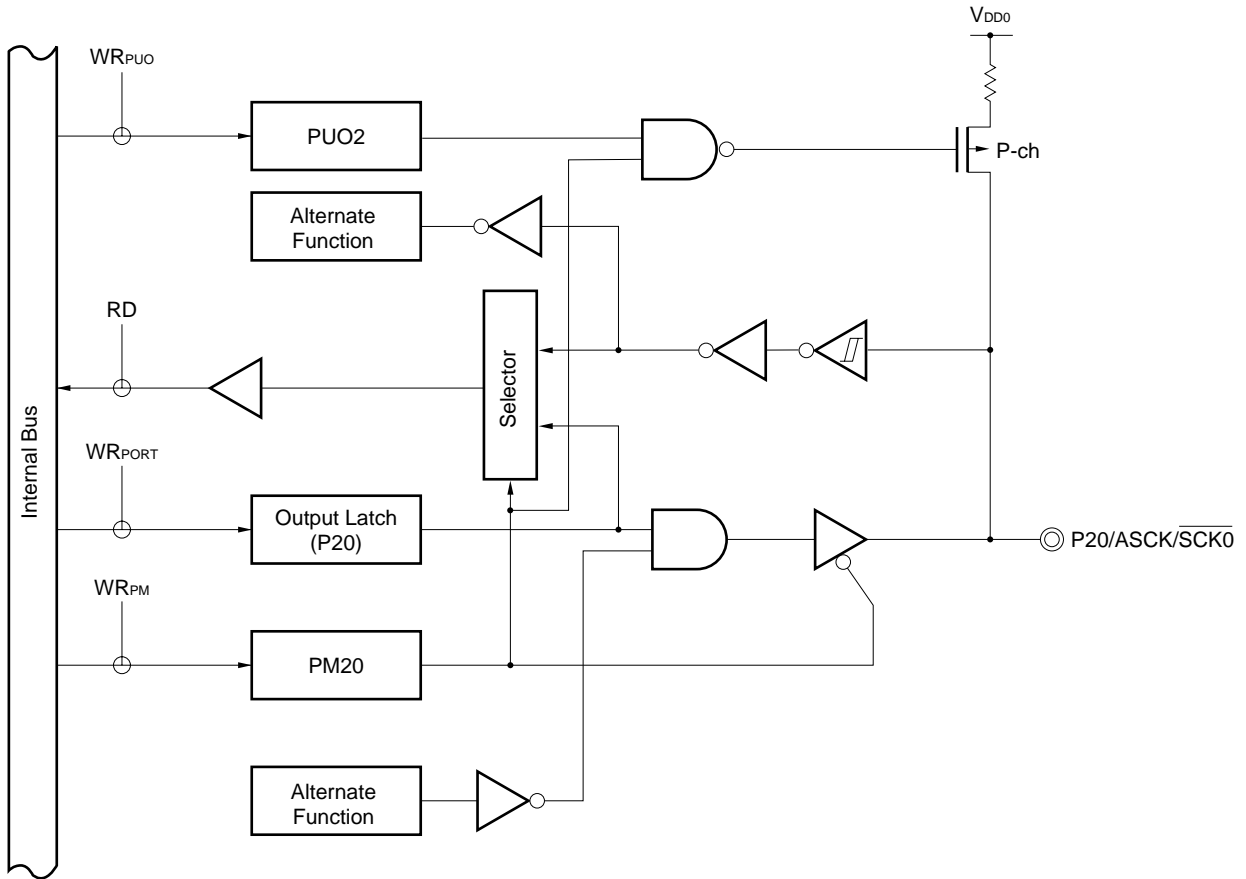 VDD0
WRPUO
PUO2
P-ch
Alternate
Function
RD
Selector
Internal Bus
WRPORT
Output Latch
(P20)
P20/ASCK/SCK0
WRPM
PM20
Alternate
Function